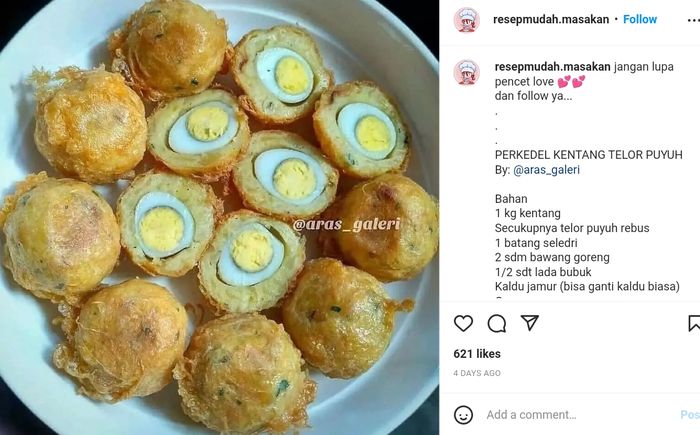 resepmudah.masakan • Follow
resepmudah.masakan jangan lupa
pencet love 💕💕
dan follow ya...
.
.
.
PERKEDEL KENTANG TELOR PUYUH
By: @aras_galeri
Bahan
1 kg kentang
Secukupnya telor puyuh rebus
1 batang seledri
2 sdm bawang goreng
1/2 sdt lada bubuk
Kaldu jamur (bisa ganti kaldu biasa)
@aras_galeri
621 likes
4 DAYS AGO
Add a comment... Pos